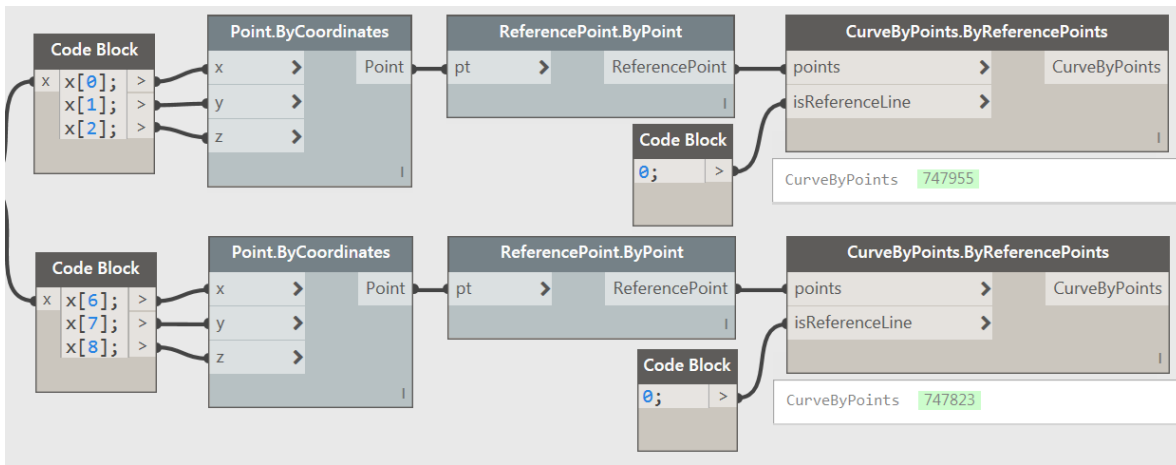 Point.ByCoordinates
ReferencePoint.ByPoint
CurveByPoints.ByReferencePoints
Code Block
x
x[0]; >
x[1]; >
x[2]; >
x >
y >
z >
Point
pt >
ReferencePoint
points >
isReferenceLine >
CurveByPoints
Code Block
0; >
CurveByPoints 747955
Point.ByCoordinates
ReferencePoint.ByPoint
CurveByPoints.ByReferencePoints
Code Block
x
x[6]; >
x[7]; >
x[8]; >
x >
y >
z >
Point
pt >
ReferencePoint
points >
isReferenceLine >
CurveByPoints
Code Block
0; >
CurveByPoints 747823